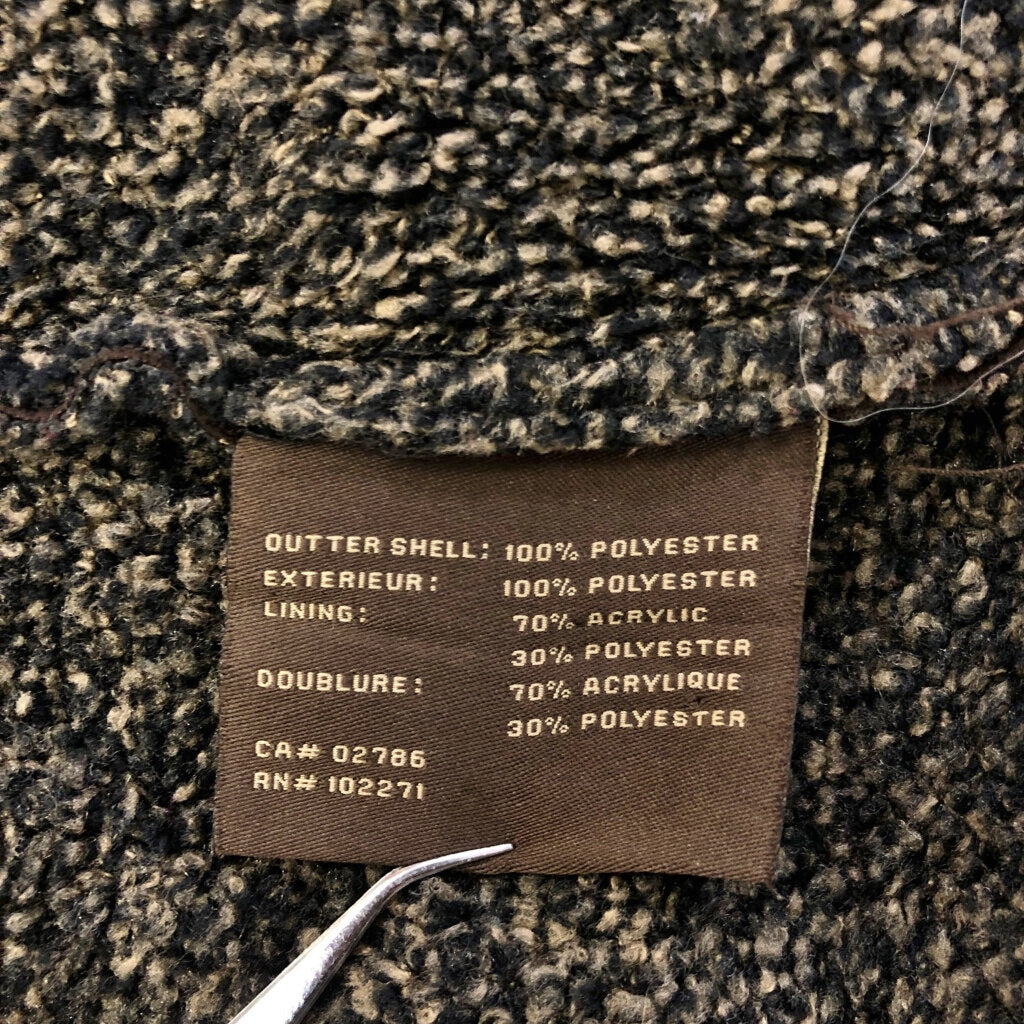 OUTTER SHELL: 100% POLYESTER
EXTERIEUR: 100% POLYESTER
LINING: 70% ACRYLIC
30% POLYESTER
DOUBLURE: 70% ACRYLIQUE
30% POLYESTER
CA# 02786
RN# 102271